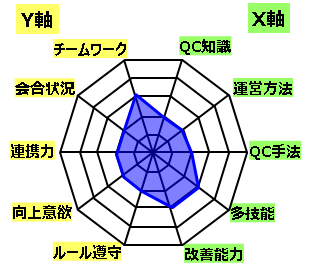 Y軸
X軸
チームワーク
QC知識
会合状況
運営方法
連携力
QC手法
向上意欲
多技能
ルール遵守
改善能力